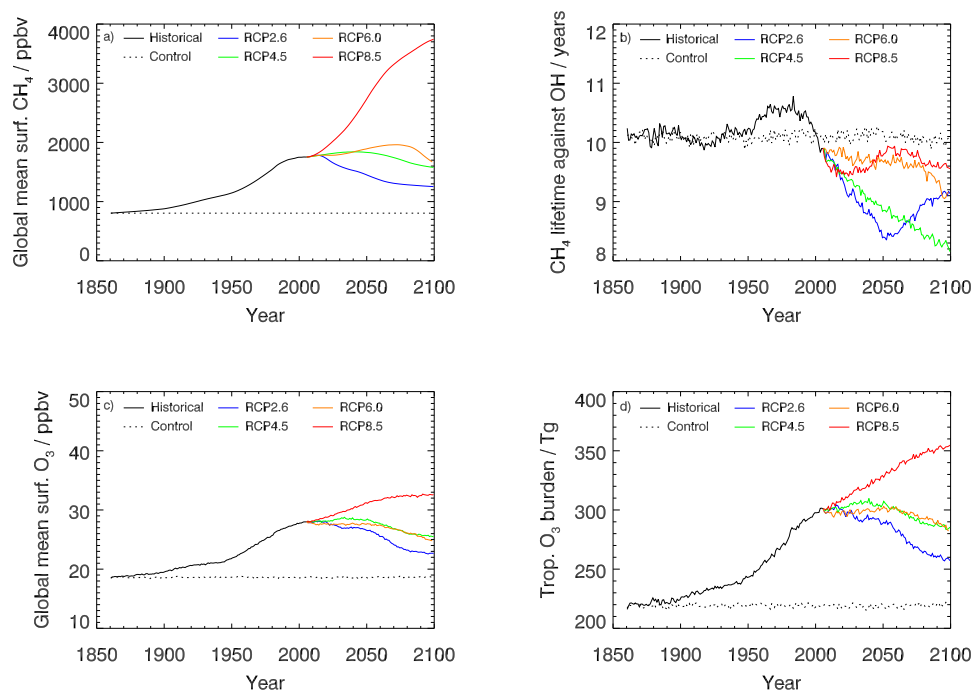 a) Historical RCP2.6 RCP6.0
Control RCP4.5 RCP8.5
Global mean surf. CH4 / ppbv
4000
3000
2000
1000
0
1850 1900 1950 2000 2050 2100
Year
b) Historical RCP2.6 RCP6.0
Control RCP4.5 RCP8.5
CH4 lifetime against OH / years
12
11
10
9
8
1850 1900 1950 2000 2050 2100
Year
c) Historical RCP2.6 RCP6.0
Control RCP4.5 RCP8.5
Global mean surf. O3 / ppbv
50
40
30
20
10
1850 1900 1950 2000 2050 2100
Year
d) Historical RCP2.6 RCP6.0
Control RCP4.5 RCP8.5
Trop. O3 burden / Tg
400
350
300
250
200
1850 1900 1950 2000 2050 2100
Year